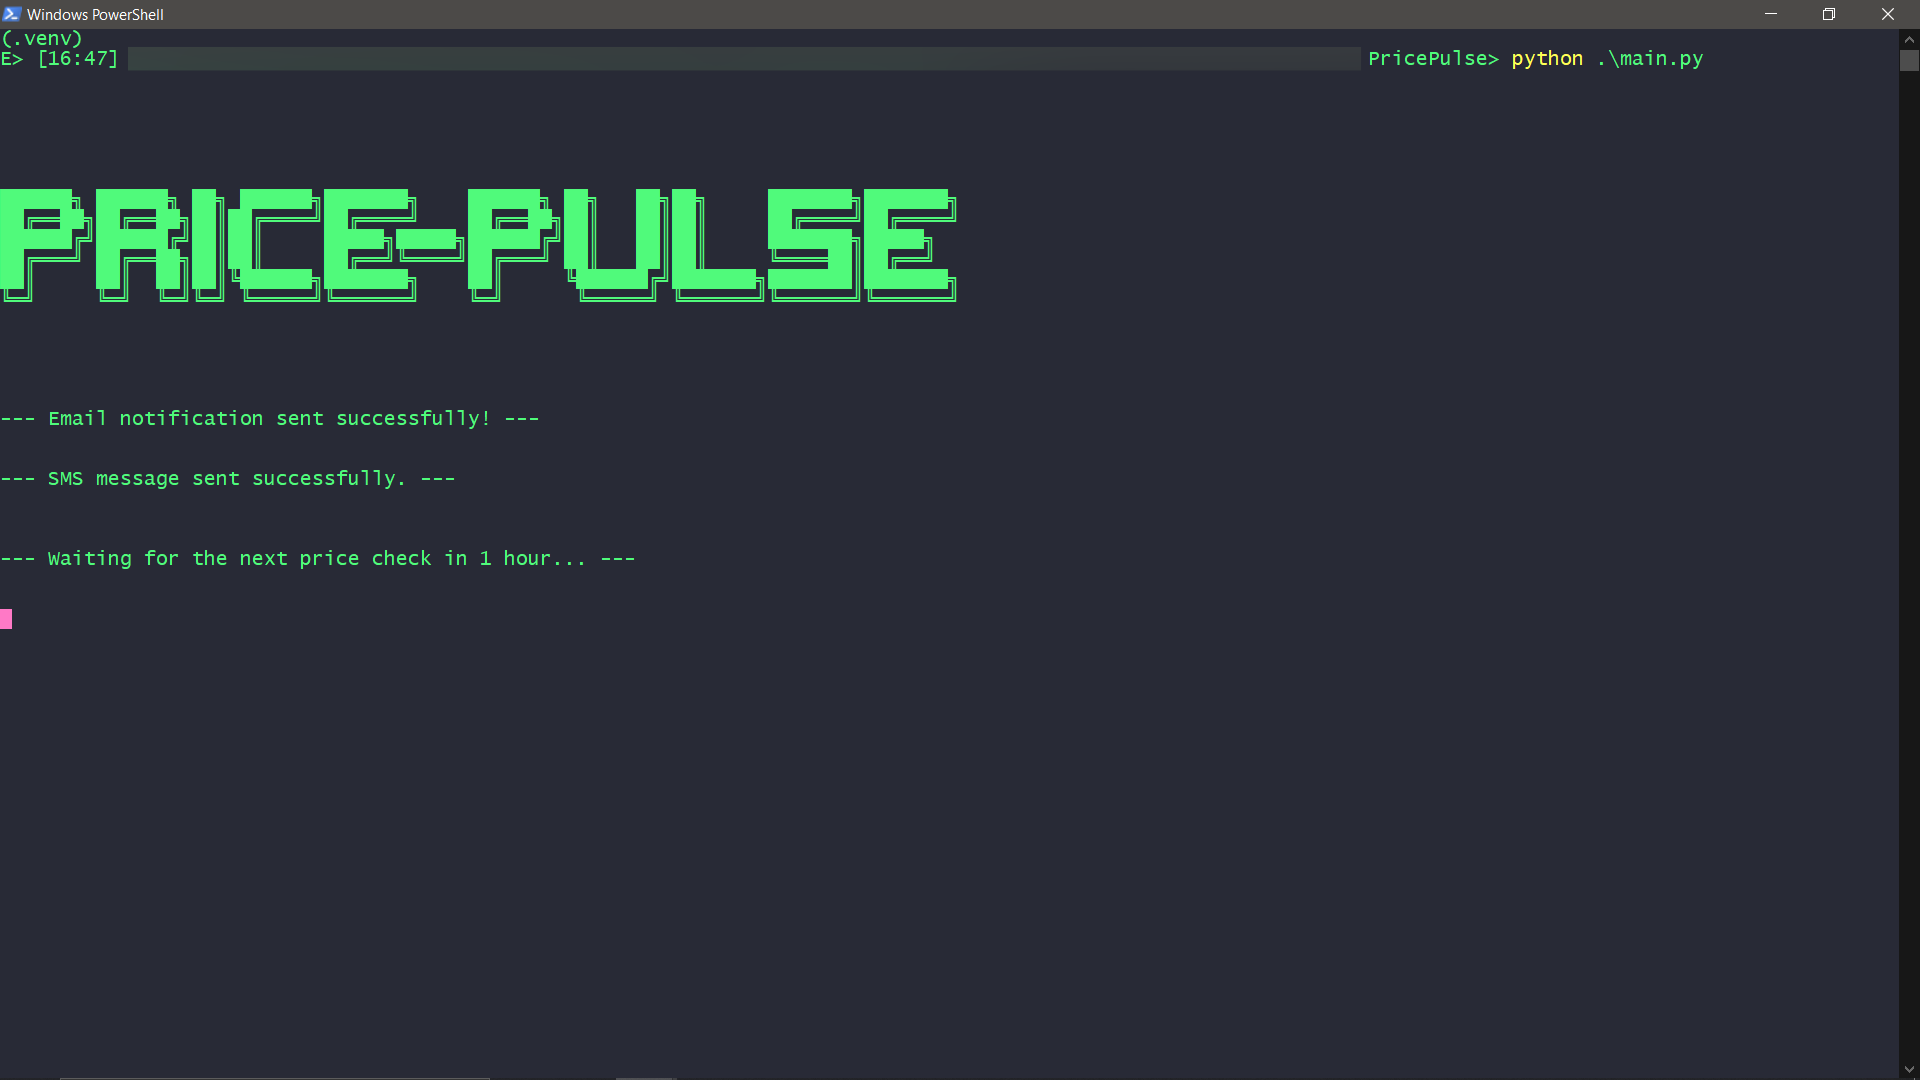 Windows PowerShell
(.venv)
E> [16:47] PricePulse> python .\main.py
PRICE-PULSE
--- Email notification sent successfully! ---
--- SMS message sent successfully. ---
--- Waiting for the next price check in 1 hour... ---